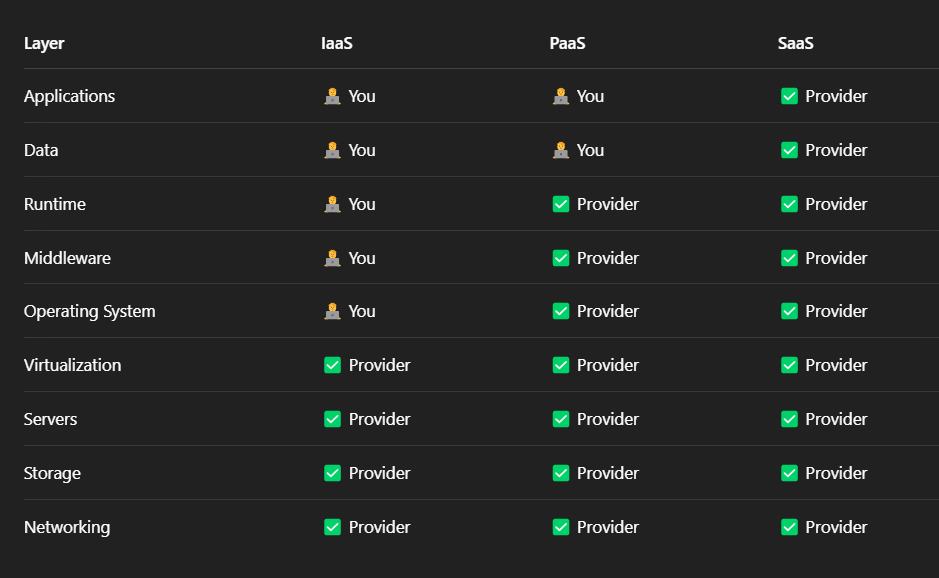 Layer IaaS PaaS SaaS
Applications 👩‍💻 You 👩‍💻 You ✅ Provider
Data 👩‍💻 You 👩‍💻 You ✅ Provider
Runtime 👩‍💻 You ✅ Provider ✅ Provider
Middleware 👩‍💻 You ✅ Provider ✅ Provider
Operating System 👩‍💻 You ✅ Provider ✅ Provider
Virtualization ✅ Provider ✅ Provider ✅ Provider
Servers ✅ Provider ✅ Provider ✅ Provider
Storage ✅ Provider ✅ Provider ✅ Provider
Networking ✅ Provider ✅ Provider ✅ Provider